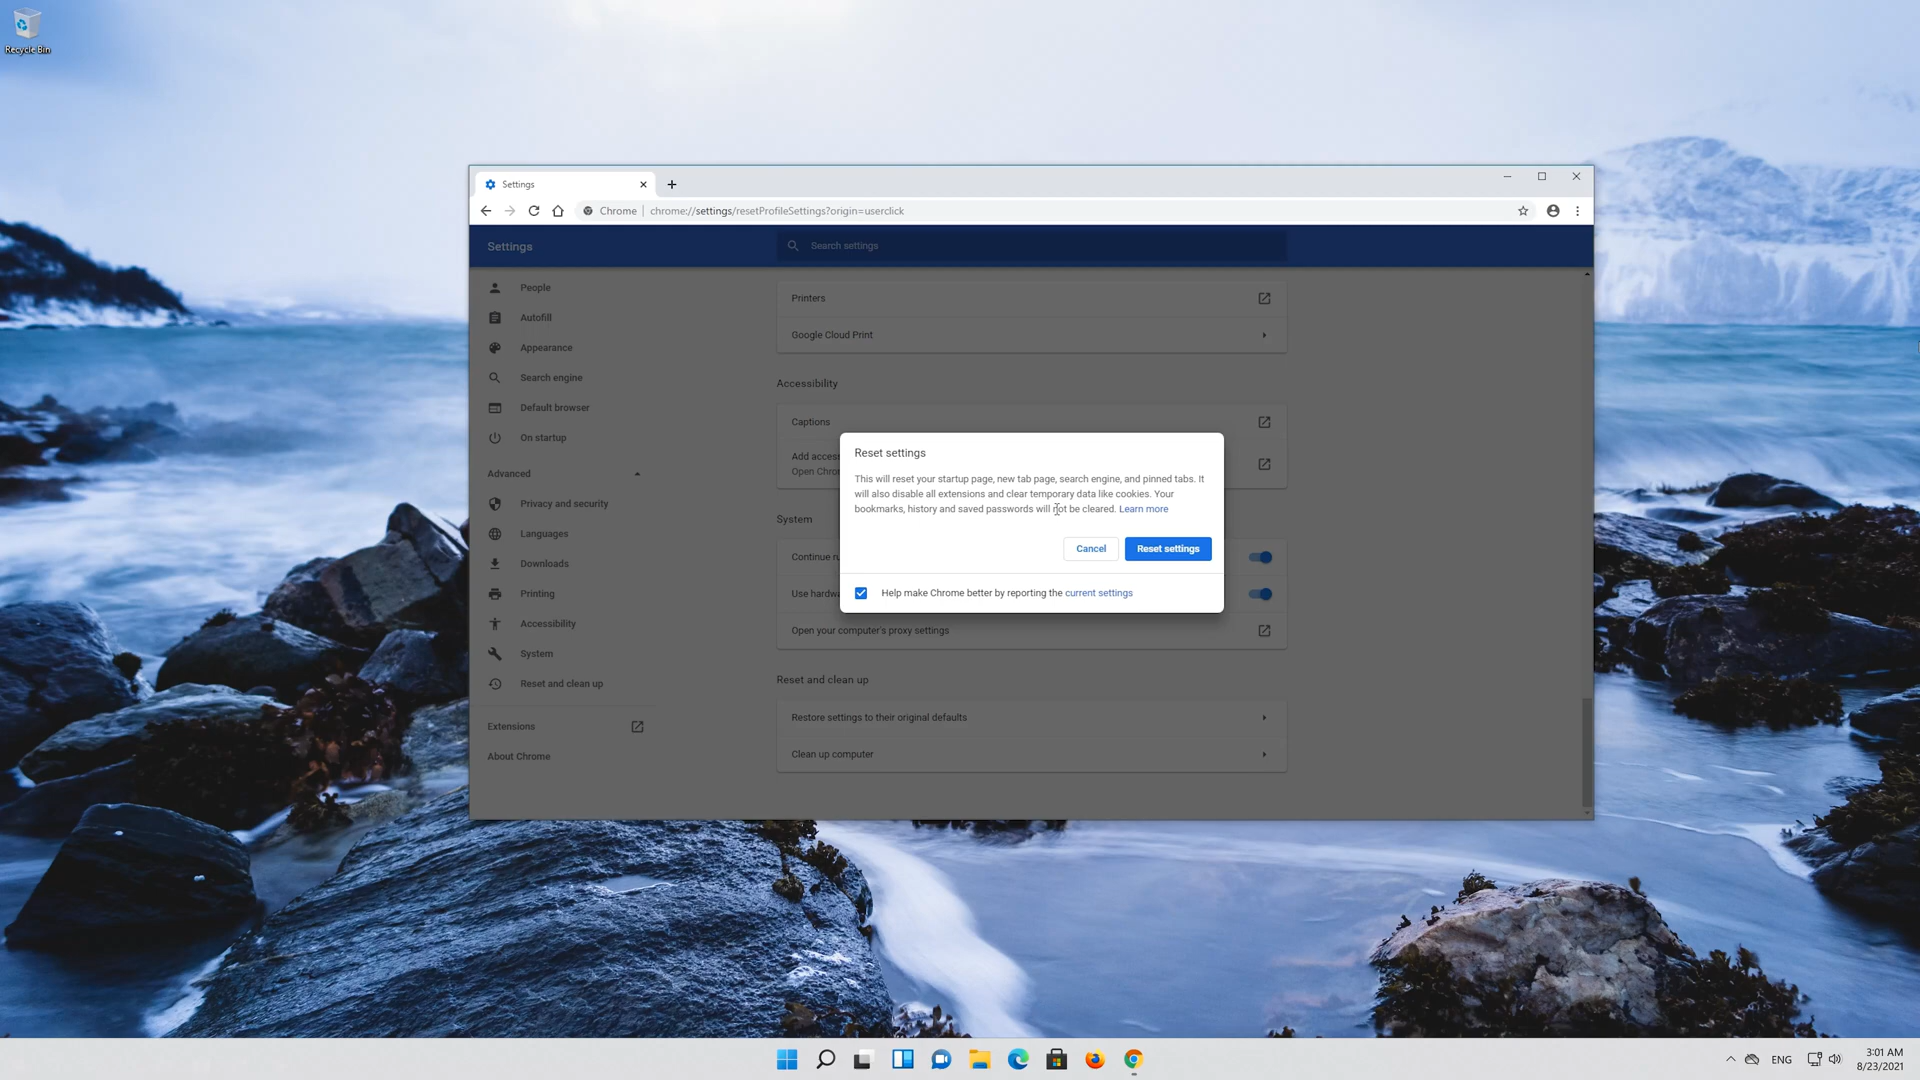 Recycle Bin
Settings
Chrome
chrome://settings/resetProfileSettings?origin=userclick
Settings
Search settings
People
Autofill
Appearance
Search engine
Default browser
On startup
Advanced
Privacy and security
Languages
Downloads
Printing
Accessibility
System
Reset and clean up
Extensions
About Chrome
Printers
Google Cloud Print
Accessibility
Captions
Add acces
Open Chro
System
Continue ru
Use hardwa
Open your computer's proxy settings
Reset and clean up
Restore settings to their original defaults
Clean up computer
Reset settings
This will reset your startup page, new tab page, search engine, and pinned tabs. It
will also disable all extensions and clear temporary data like cookies. Your
bookmarks, history and saved passwords will not be cleared. Learn more
Cancel
Reset settings
Help make Chrome better by reporting the current settings
ENG
3:01 AM
8/23/2021